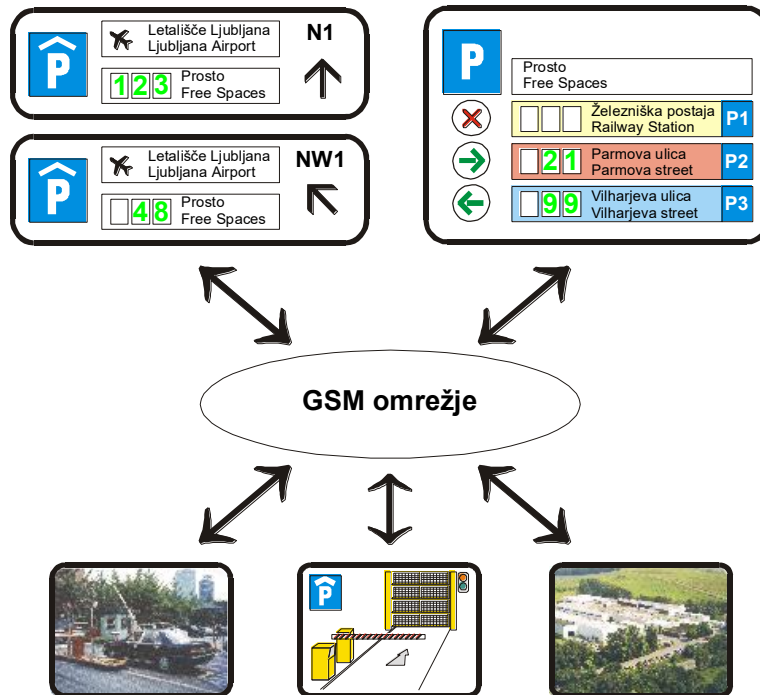 P
Letališče Ljubljana
Ljubljana Airport
N1
123
Prosto
Free Spaces
P
Letališče Ljubljana
Ljubljana Airport
NW1
48
Prosto
Free Spaces
P
Prosto
Free Spaces
Železniška postaja
Railway Station
P1
21
Parmova ulica
Parmova street
P2
99
Vilharjeva ulica
Vilharjeva street
P3
GSM omrežje
P